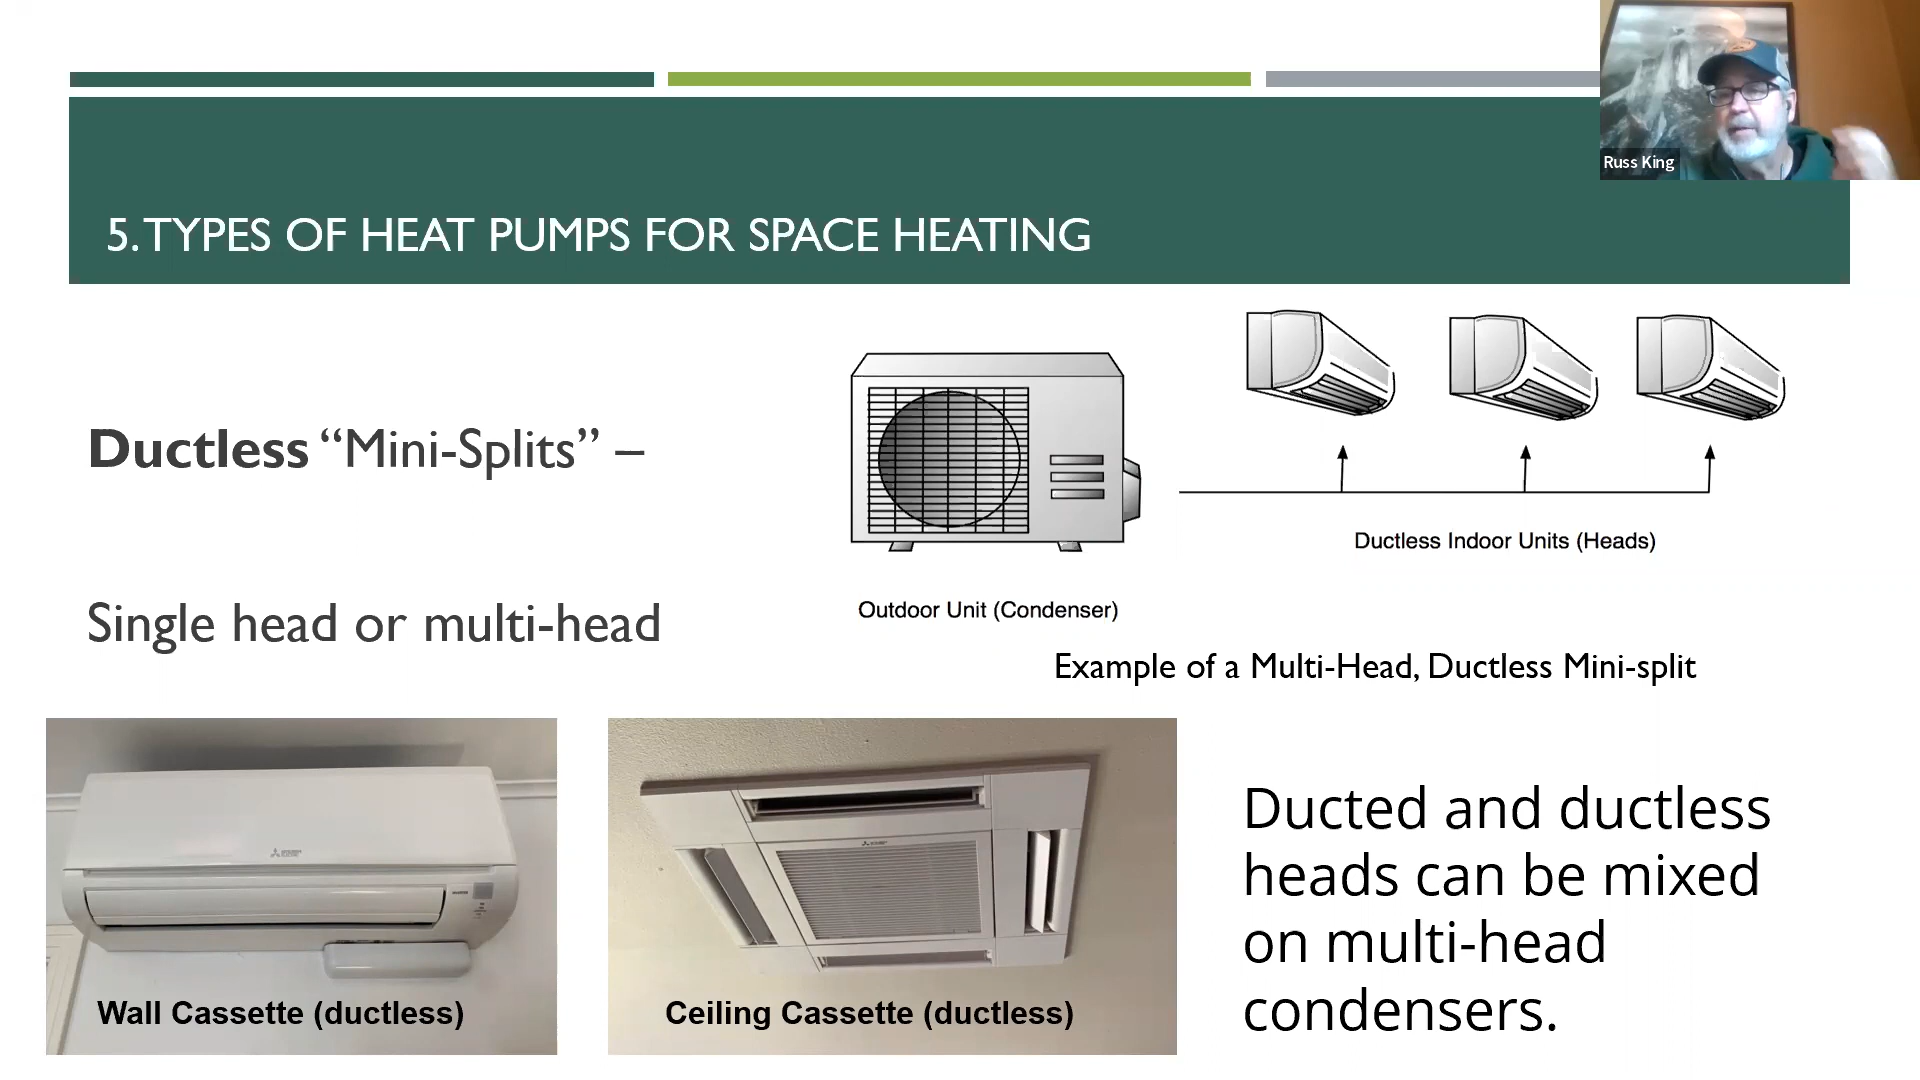 Russ King
5. TYPES OF HEAT PUMPS FOR SPACE HEATING
Ductless “Mini-Splits” –
Single head or multi-head
Ductless Indoor Units (Heads)
Outdoor Unit (Condenser)
Example of a Multi-Head, Ductless Mini-split
Wall Cassette (ductless)
Ceiling Cassette (ductless)
Ducted and ductless
heads can be mixed
on multi-head
condensers.